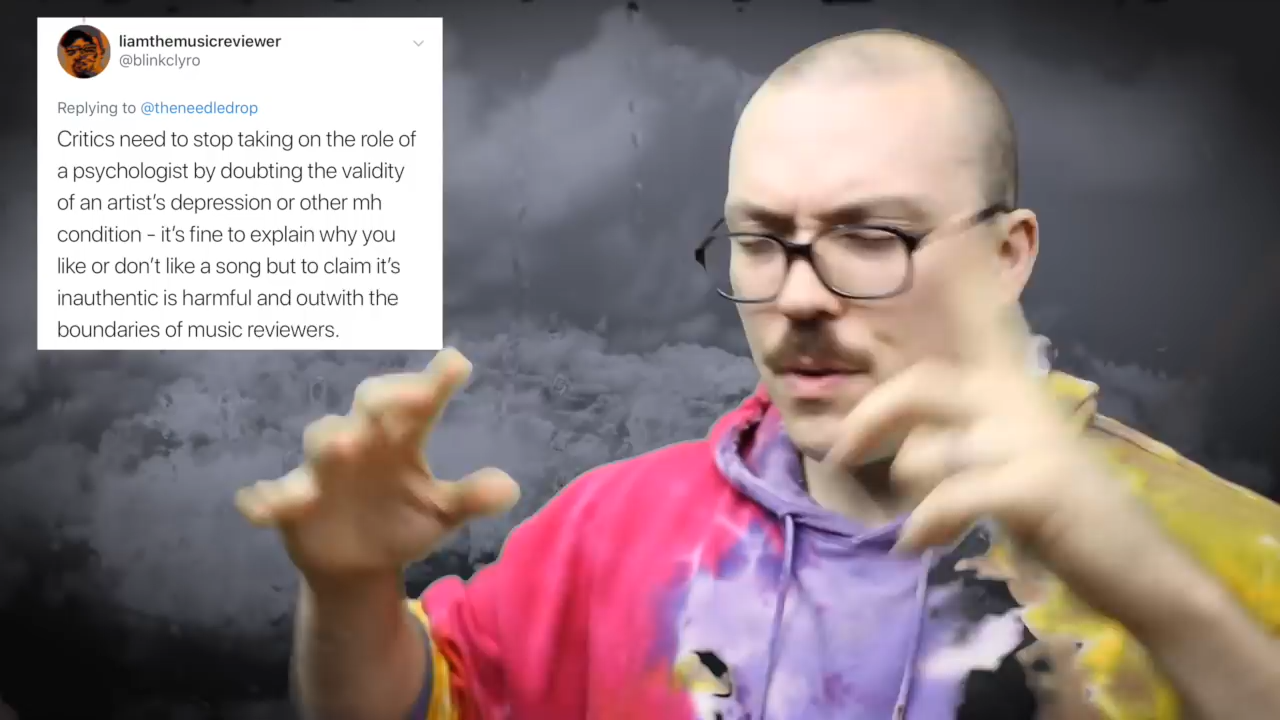 liamthemusicreviewer
@blinkclyro
Replying to @theneedledrop
Critics need to stop taking on the role of
a psychologist by doubting the validity
of an artist's depression or other mh
condition - it's fine to explain why you
like or don't like a song but to claim it's
inauthentic is harmful and outwith the
boundaries of music reviewers.